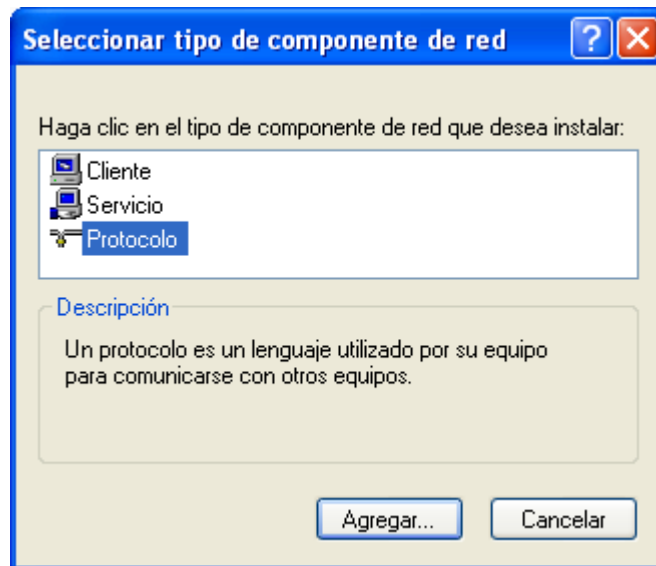 Seleccionar tipo de componente de red
Haga clic en el tipo de componente de red que desea instalar:
Cliente
Servicio
Protocolo
Descripción
Un protocolo es un lenguaje utilizado por su equipo
para comunicarse con otros equipos.
Agregar... Cancelar